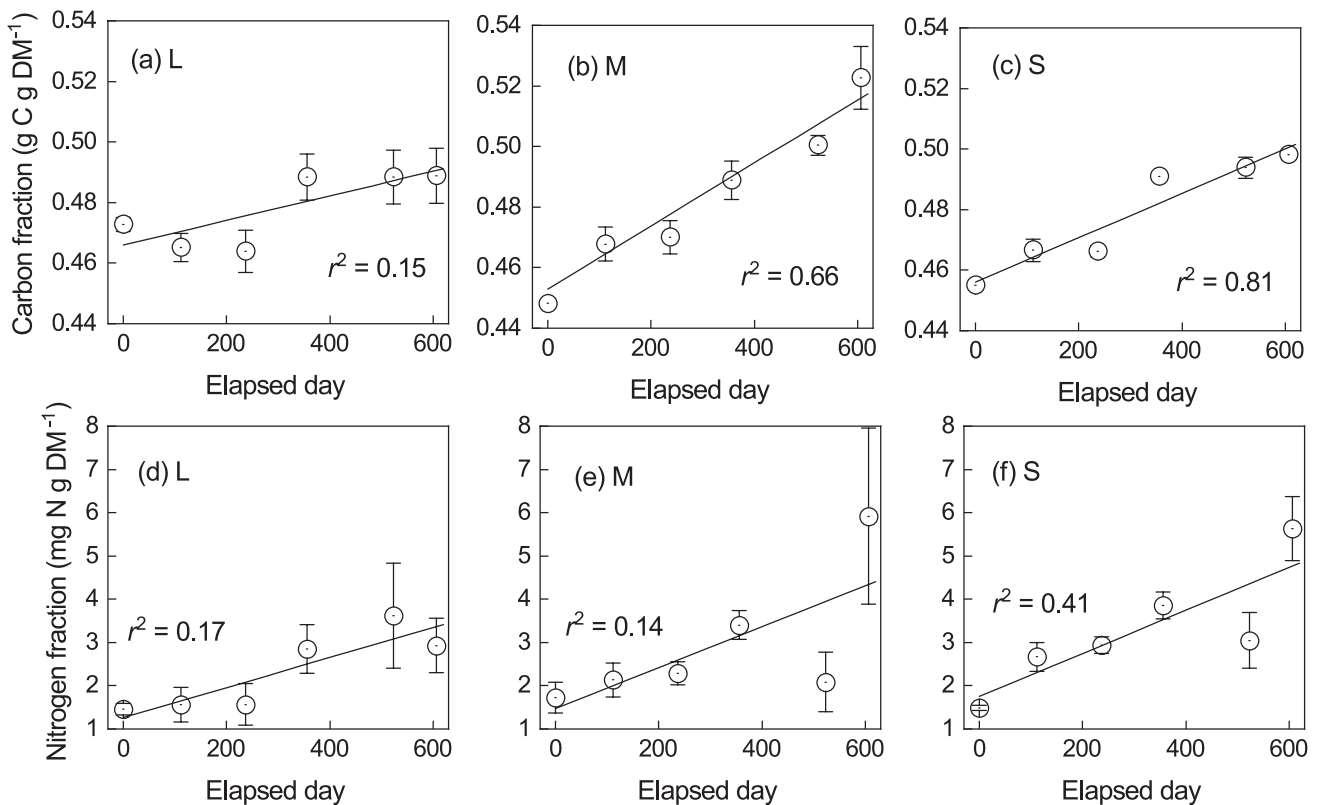 Carbon fraction (g C g DM⁻¹)
0.54
0.52
0.50
0.48
0.46
0.44
(a) L
r² = 0.15
0 200 400 600
Elapsed day
0.54
0.52
0.50
0.48
0.46
0.44
(b) M
r² = 0.66
0 200 400 600
Elapsed day
0.54
0.52
0.50
0.48
0.46
0.44
(c) S
r² = 0.81
0 200 400 600
Elapsed day
Nitrogen fraction (mg N g DM⁻¹)
8
7
6
5
4
3
2
1
(d) L
r² = 0.17
0 200 400 600
Elapsed day
8
7
6
5
4
3
2
1
(e) M
r² = 0.14
0 200 400 600
Elapsed day
8
7
6
5
4
3
2
1
(f) S
r² = 0.41
0 200 400 600
Elapsed day